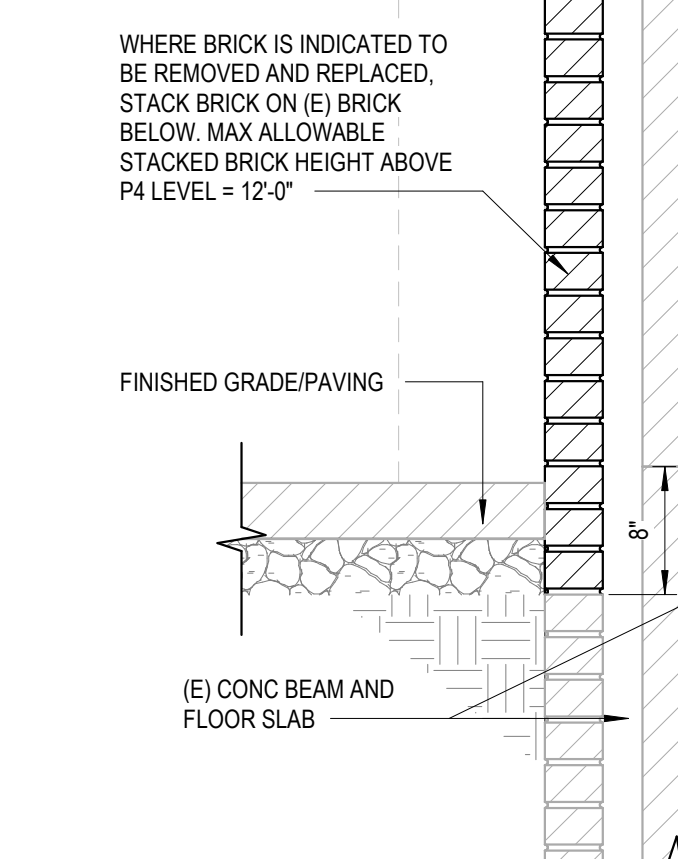 WHERE BRICK IS INDICATED TO
BE REMOVED AND REPLACED,
STACK BRICK ON (E) BRICK
BELOW. MAX ALLOWABLE
STACKED BRICK HEIGHT ABOVE
P4 LEVEL = 12'-0"
FINISHED GRADE/PAVING
8"
(E) CONC BEAM AND
FLOOR SLAB